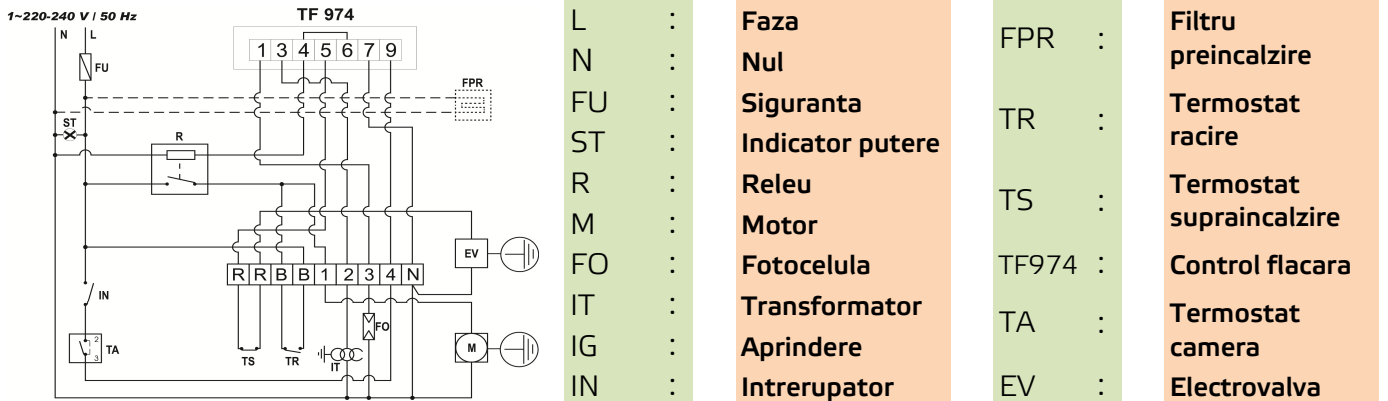 1~220-240 V / 50 Hz
TF 974
N L
1 3 4 5 6 7 9
FU
FPR
ST
R
EV
R R B B 1 2 3 4 N
IN
FO
2
TA
3
TS TR IT
M
L : Faza
N : Nul
FU : Siguranta
ST : Indicator putere
R : Releu
M : Motor
FO : Fotocelula
IT : Transformator
IG : Aprindere
IN : Intrerupator
FPR : Filtru
preincalzire
TR : Termostat
racire
TS : Termostat
supraincalzire
TF974 : Control flacara
TA : Termostat
camera
EV : Electrovalva